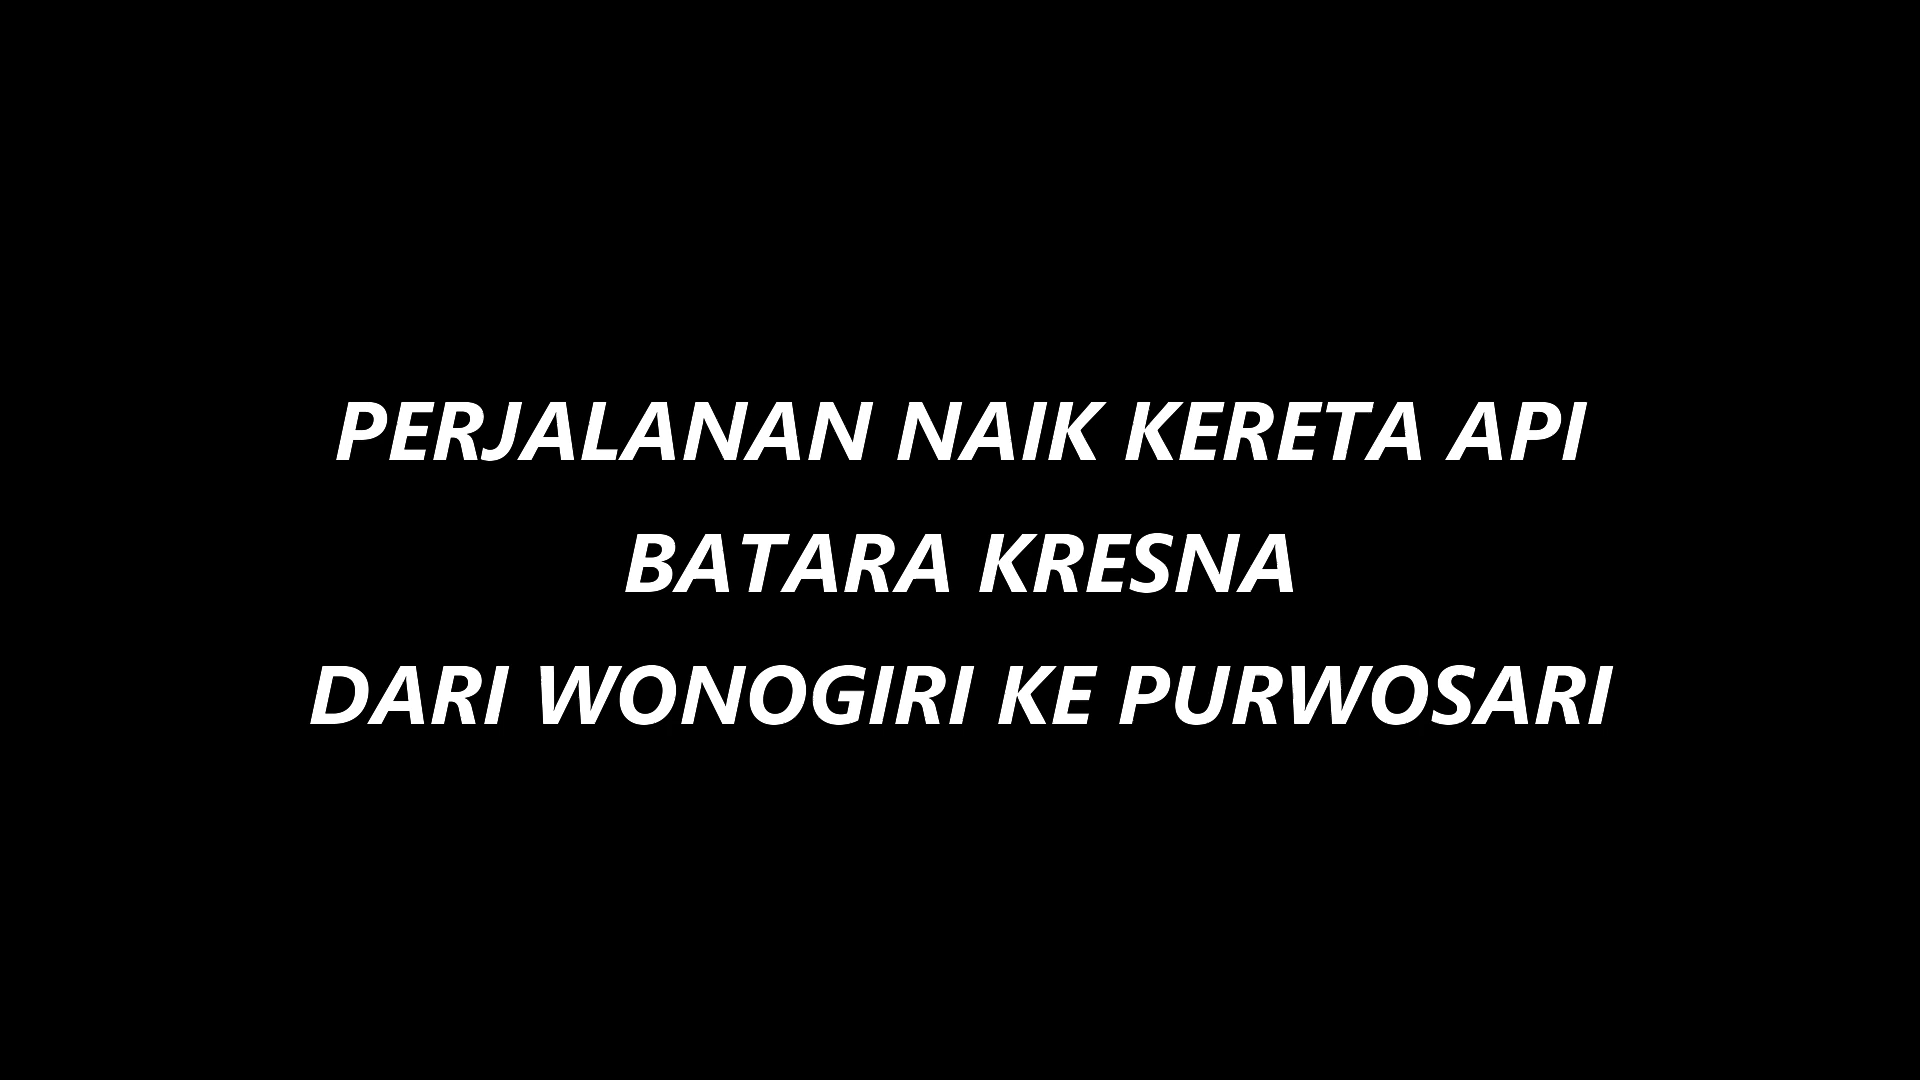 PERJALANAN NAIK KERETA API
BATARA KRESNA
DARI WONOGIRI KE PURWOSARI